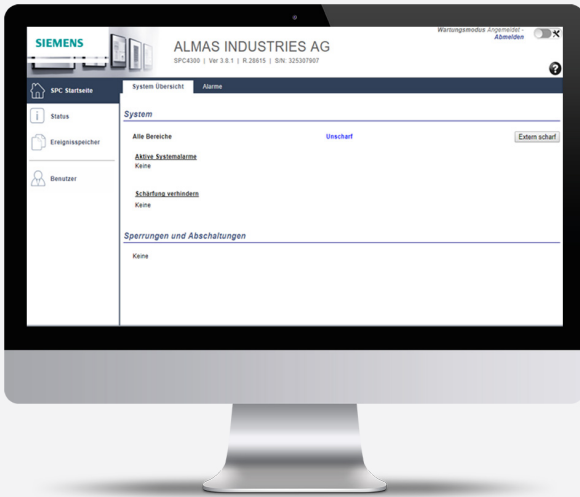 SIEMENS
ALMAS INDUSTRIES AG
SPC4300 | Ver 3.8.1 | R.28615 | S/N: 325307907
Wartungsmodus Angemeldet -
Abmelden
?
SPC Startseite
System Übersicht
Alarme
i
Status
System
Ereignisspeicher
Alle Bereiche
Unscharf
Extern scharf
Aktive Systemalarme
Keine
Benutzer
Schärfung verhindern
Keine
Sperrungen und Abschaltungen
Keine